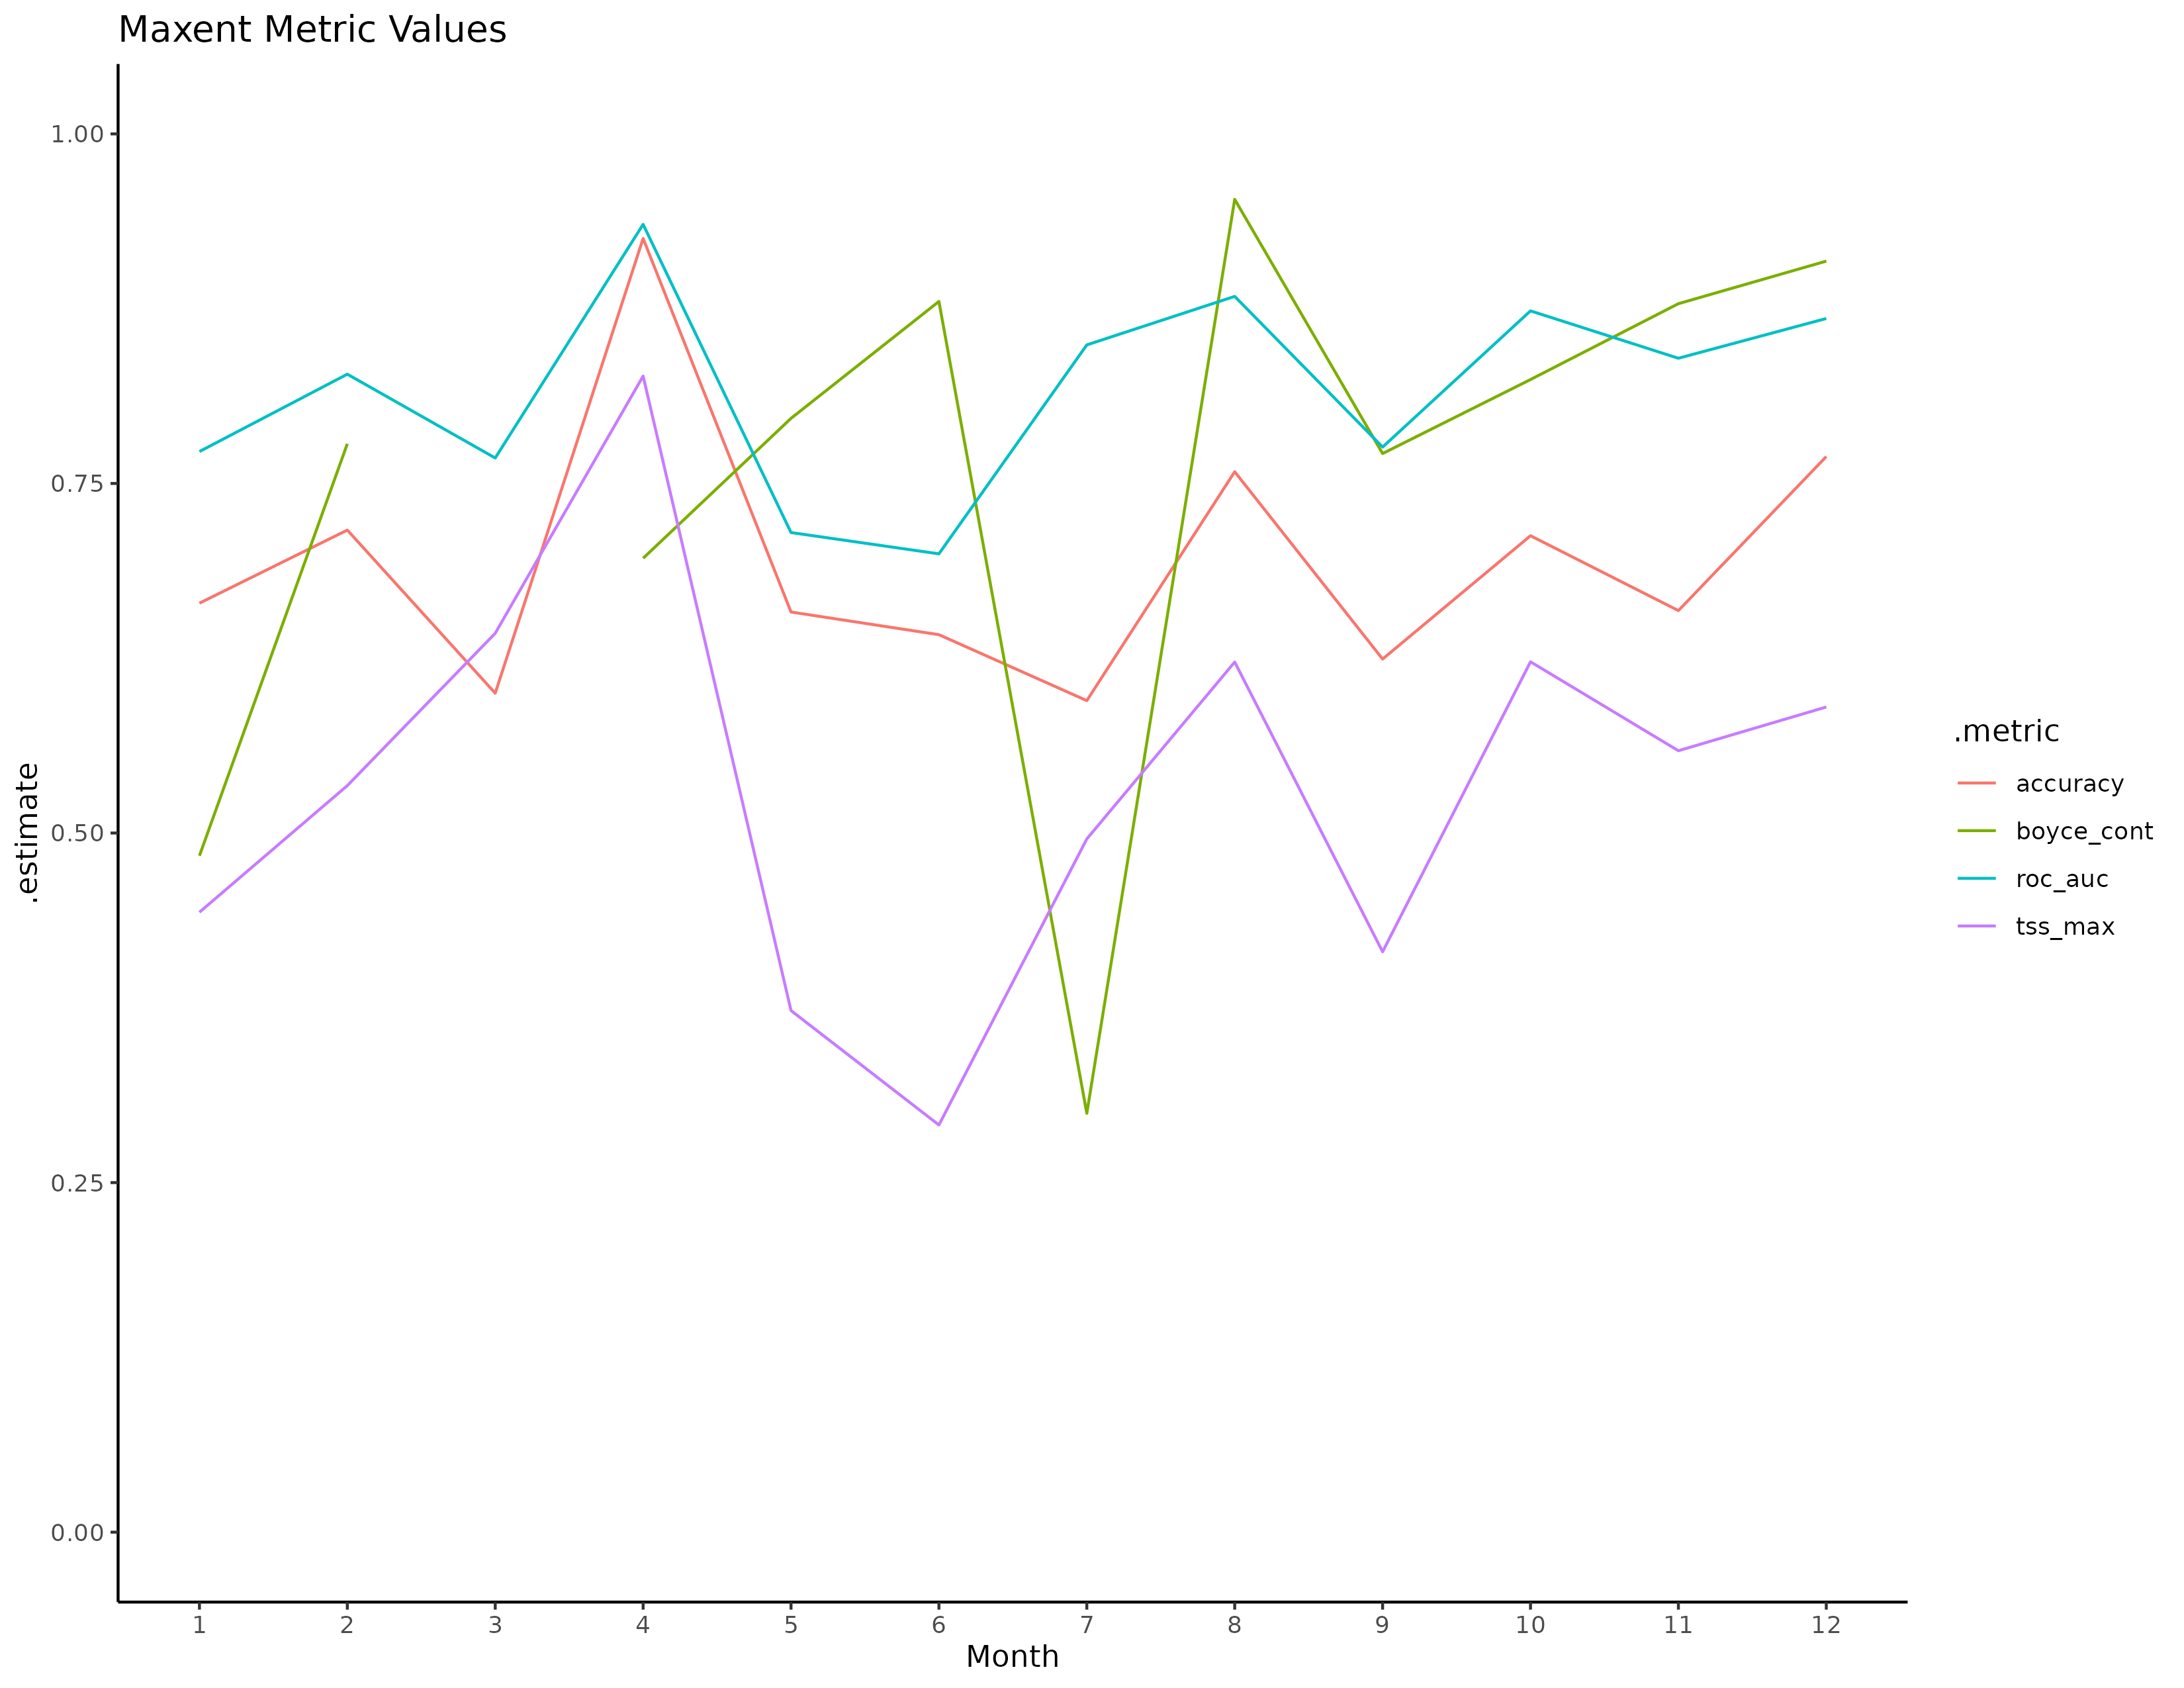 Maxent Metric Values
1.00
0.75
0.50
0.25
0.00
.estimate
1 2 3 4 5 6 7 8 9 10 11 12
Month
.metric
accuracy
boyce_cont
roc_auc
tss_max